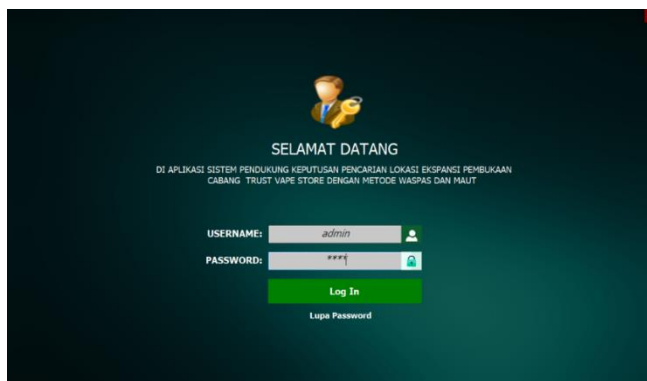 SELAMAT DATANG
DI APLIKASI SISTEM PENDUKUNG KEPUTUSAN PENCARIAN LOKASI EKSPANSI PEMBUKAAN
CABANG TRUST VAPE STORE DENGAN METODE WASPAS DAN MAUT
USERNAME: admin
PASSWORD: ****
Log In
Lupa Password